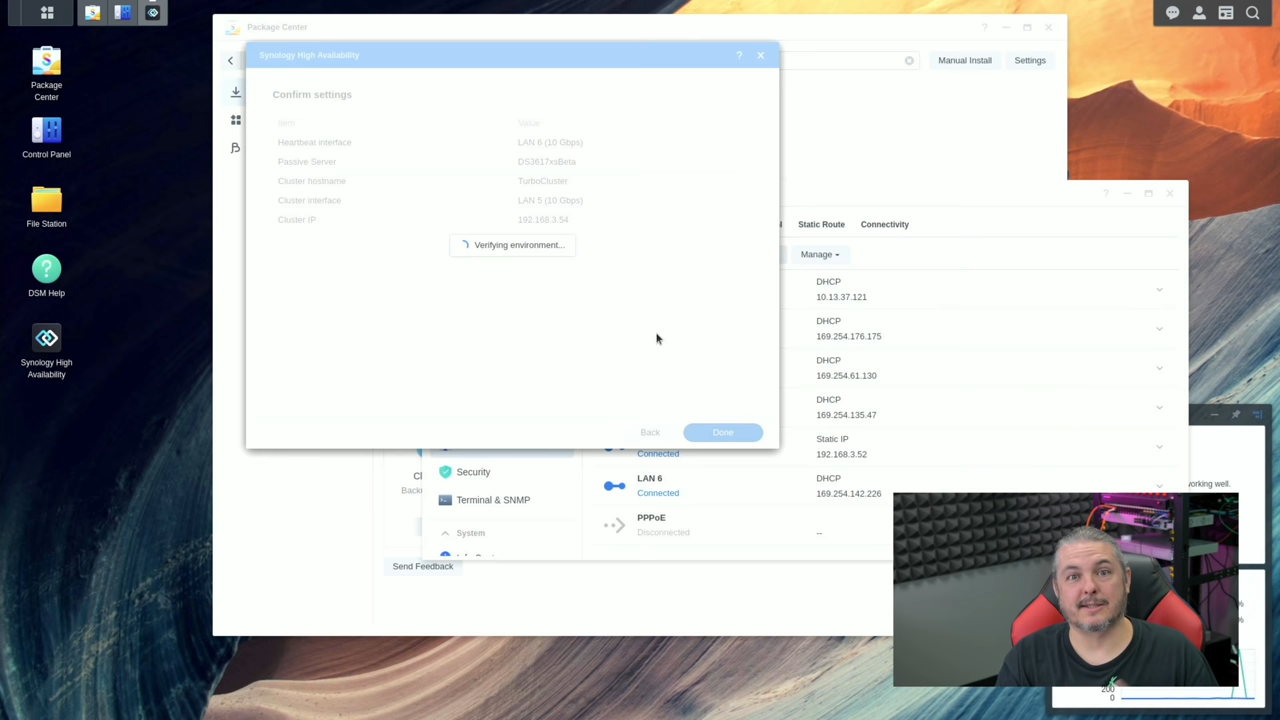 Package Center
Package
Center
Control Panel
File Station
DSM Help
Synology High
Availability
Manual Install
Settings
Synology High Availability
?
Confirm settings
Item Value
Heartbeat interface LAN 6 (10 Gbps)
Passive Server DS3617xsBeta
Cluster hostname TurboCluster
Cluster interface LAN 5 (10 Gbps)
Cluster IP 192.168.3.54
Verifying environment...
Back Done
Static Route Connectivity
Manage
DHCP
10.13.37.121
DHCP
169.254.176.175
DHCP
169.254.61.130
DHCP
169.254.135.47
Static IP
Connected 192.168.3.52
LAN 6 DHCP
Connected 169.254.142.226
PPPoE
Disconnected --
Security
Terminal & SNMP
System
Send Feedback
working well.
200
0